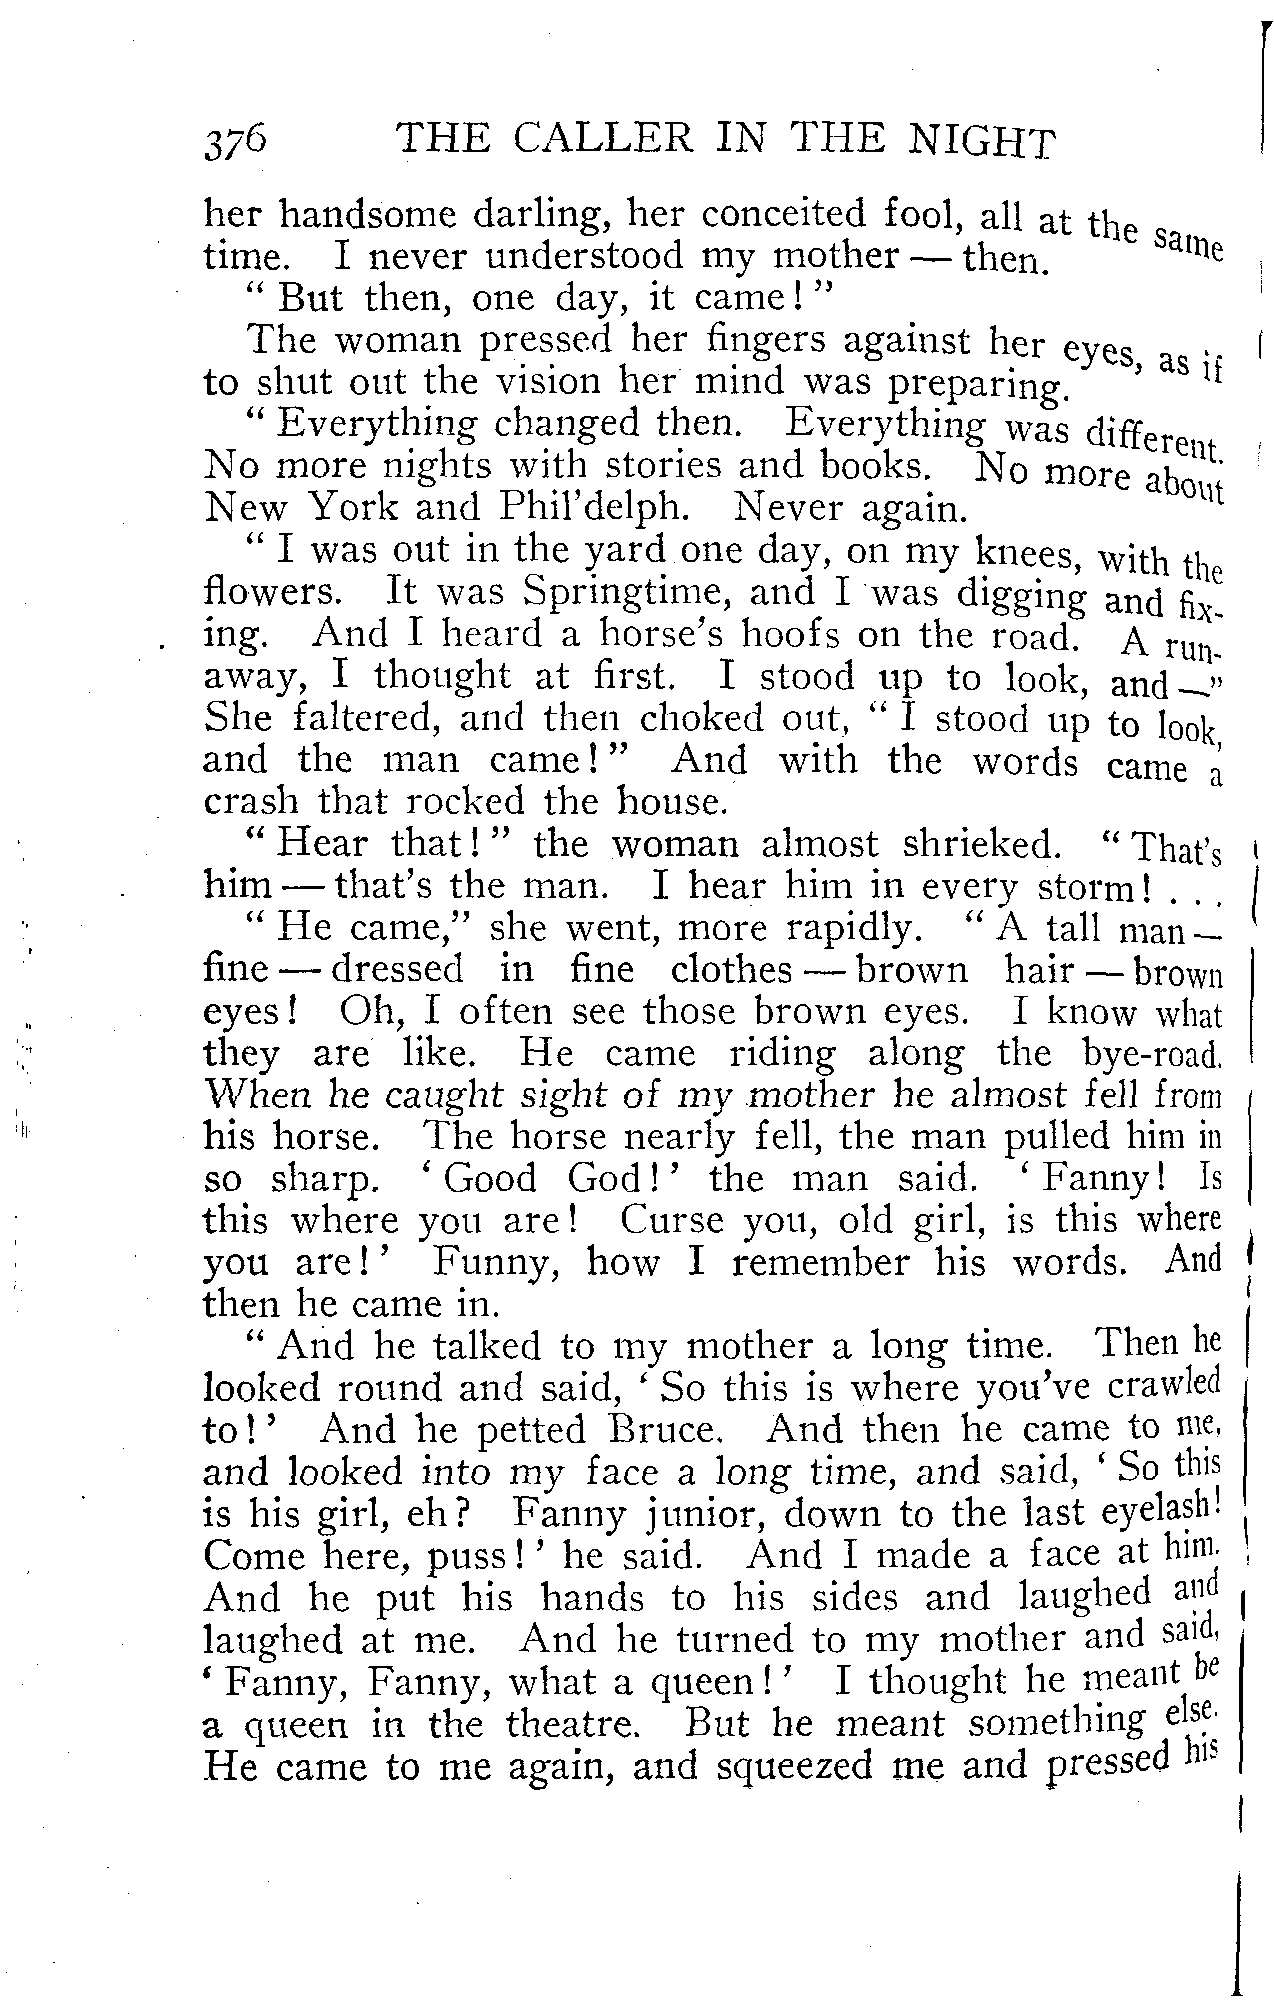 376 THE CALLER IN THE NIGHT
her handsome darling, her conceited fool, all at the same
time. I never understood my mother — then.
“ But then, one day, it came! ”
The woman pressed her fingers against her eyes, as if
to shut out the vision her mind was preparing.
“ Everything changed then. Everything was different.
No more nights with stories and books. No more about
New York and Phil’delph. Never again.
“ I was out in the yard one day, on my knees, with the
flowers. It was Springtime, and I was digging and fix-
ing. And I heard a horse’s hoofs on the road. A run-
away, I thought at first. I stood up to look, and —”
She faltered, and then choked out, “ I stood up to look,
and the man came! ” And with the words came a
crash that rocked the house.
“ Hear that! ” the woman almost shrieked. “ That’s
him — that’s the man. I hear him in every storm! . . .
“ He came,” she went, more rapidly. “ A tall man —
fine — dressed in fine clothes — brown hair — brown
eyes! Oh, I often see those brown eyes. I know what
they are like. He came riding along the bye-road.
When he caught sight of my mother he almost fell from
his horse. The horse nearly fell, the man pulled him in
so sharp. ‘ Good God! ’ the man said. ‘ Fanny! Is
this where you are! Curse you, old girl, is this where
you are! ’ Funny, how I remember his words. And
then he came in.
“ And he talked to my mother a long time. Then he
looked round and said, ‘ So this is where you’ve crawled
to! ’ And he petted Bruce. And then he came to me,
and looked into my face a long time, and said, ‘ So this
is his girl, eh? Fanny junior, down to the last eyelash!
Come here, puss! ’ he said. And I made a face at him.
And he put his hands to his sides and laughed and
laughed at me. And he turned to my mother and said,
‘ Fanny, Fanny, what a queen! ’ I thought he meant be
a queen in the theatre. But he meant something else.
He came to me again, and squeezed me and pressed his